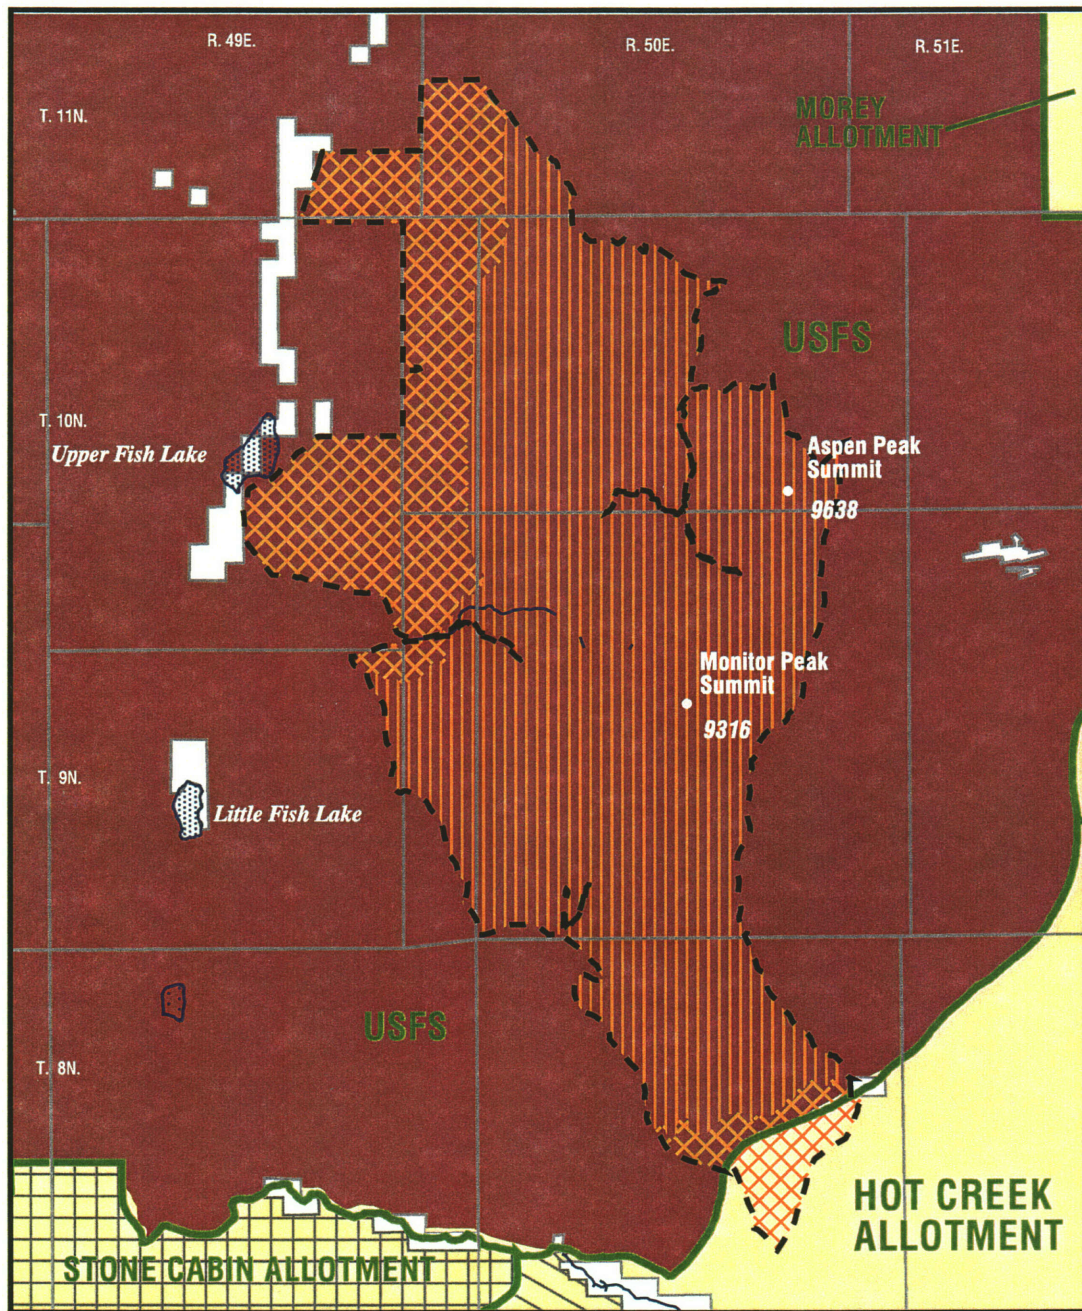 R. 49E.
R. 50E.
R. 51E.
T. 11N.
MOREY
ALLOTMENT
USFS
T. 10N.
Upper Fish Lake
Aspen Peak
Summit
9638
Monitor Peak
Summit
9316
T. 9N.
Little Fish Lake
USFS
T. 8N.
HOT CREEK
ALLOTMENT
STONE CABIN ALLOTMENT